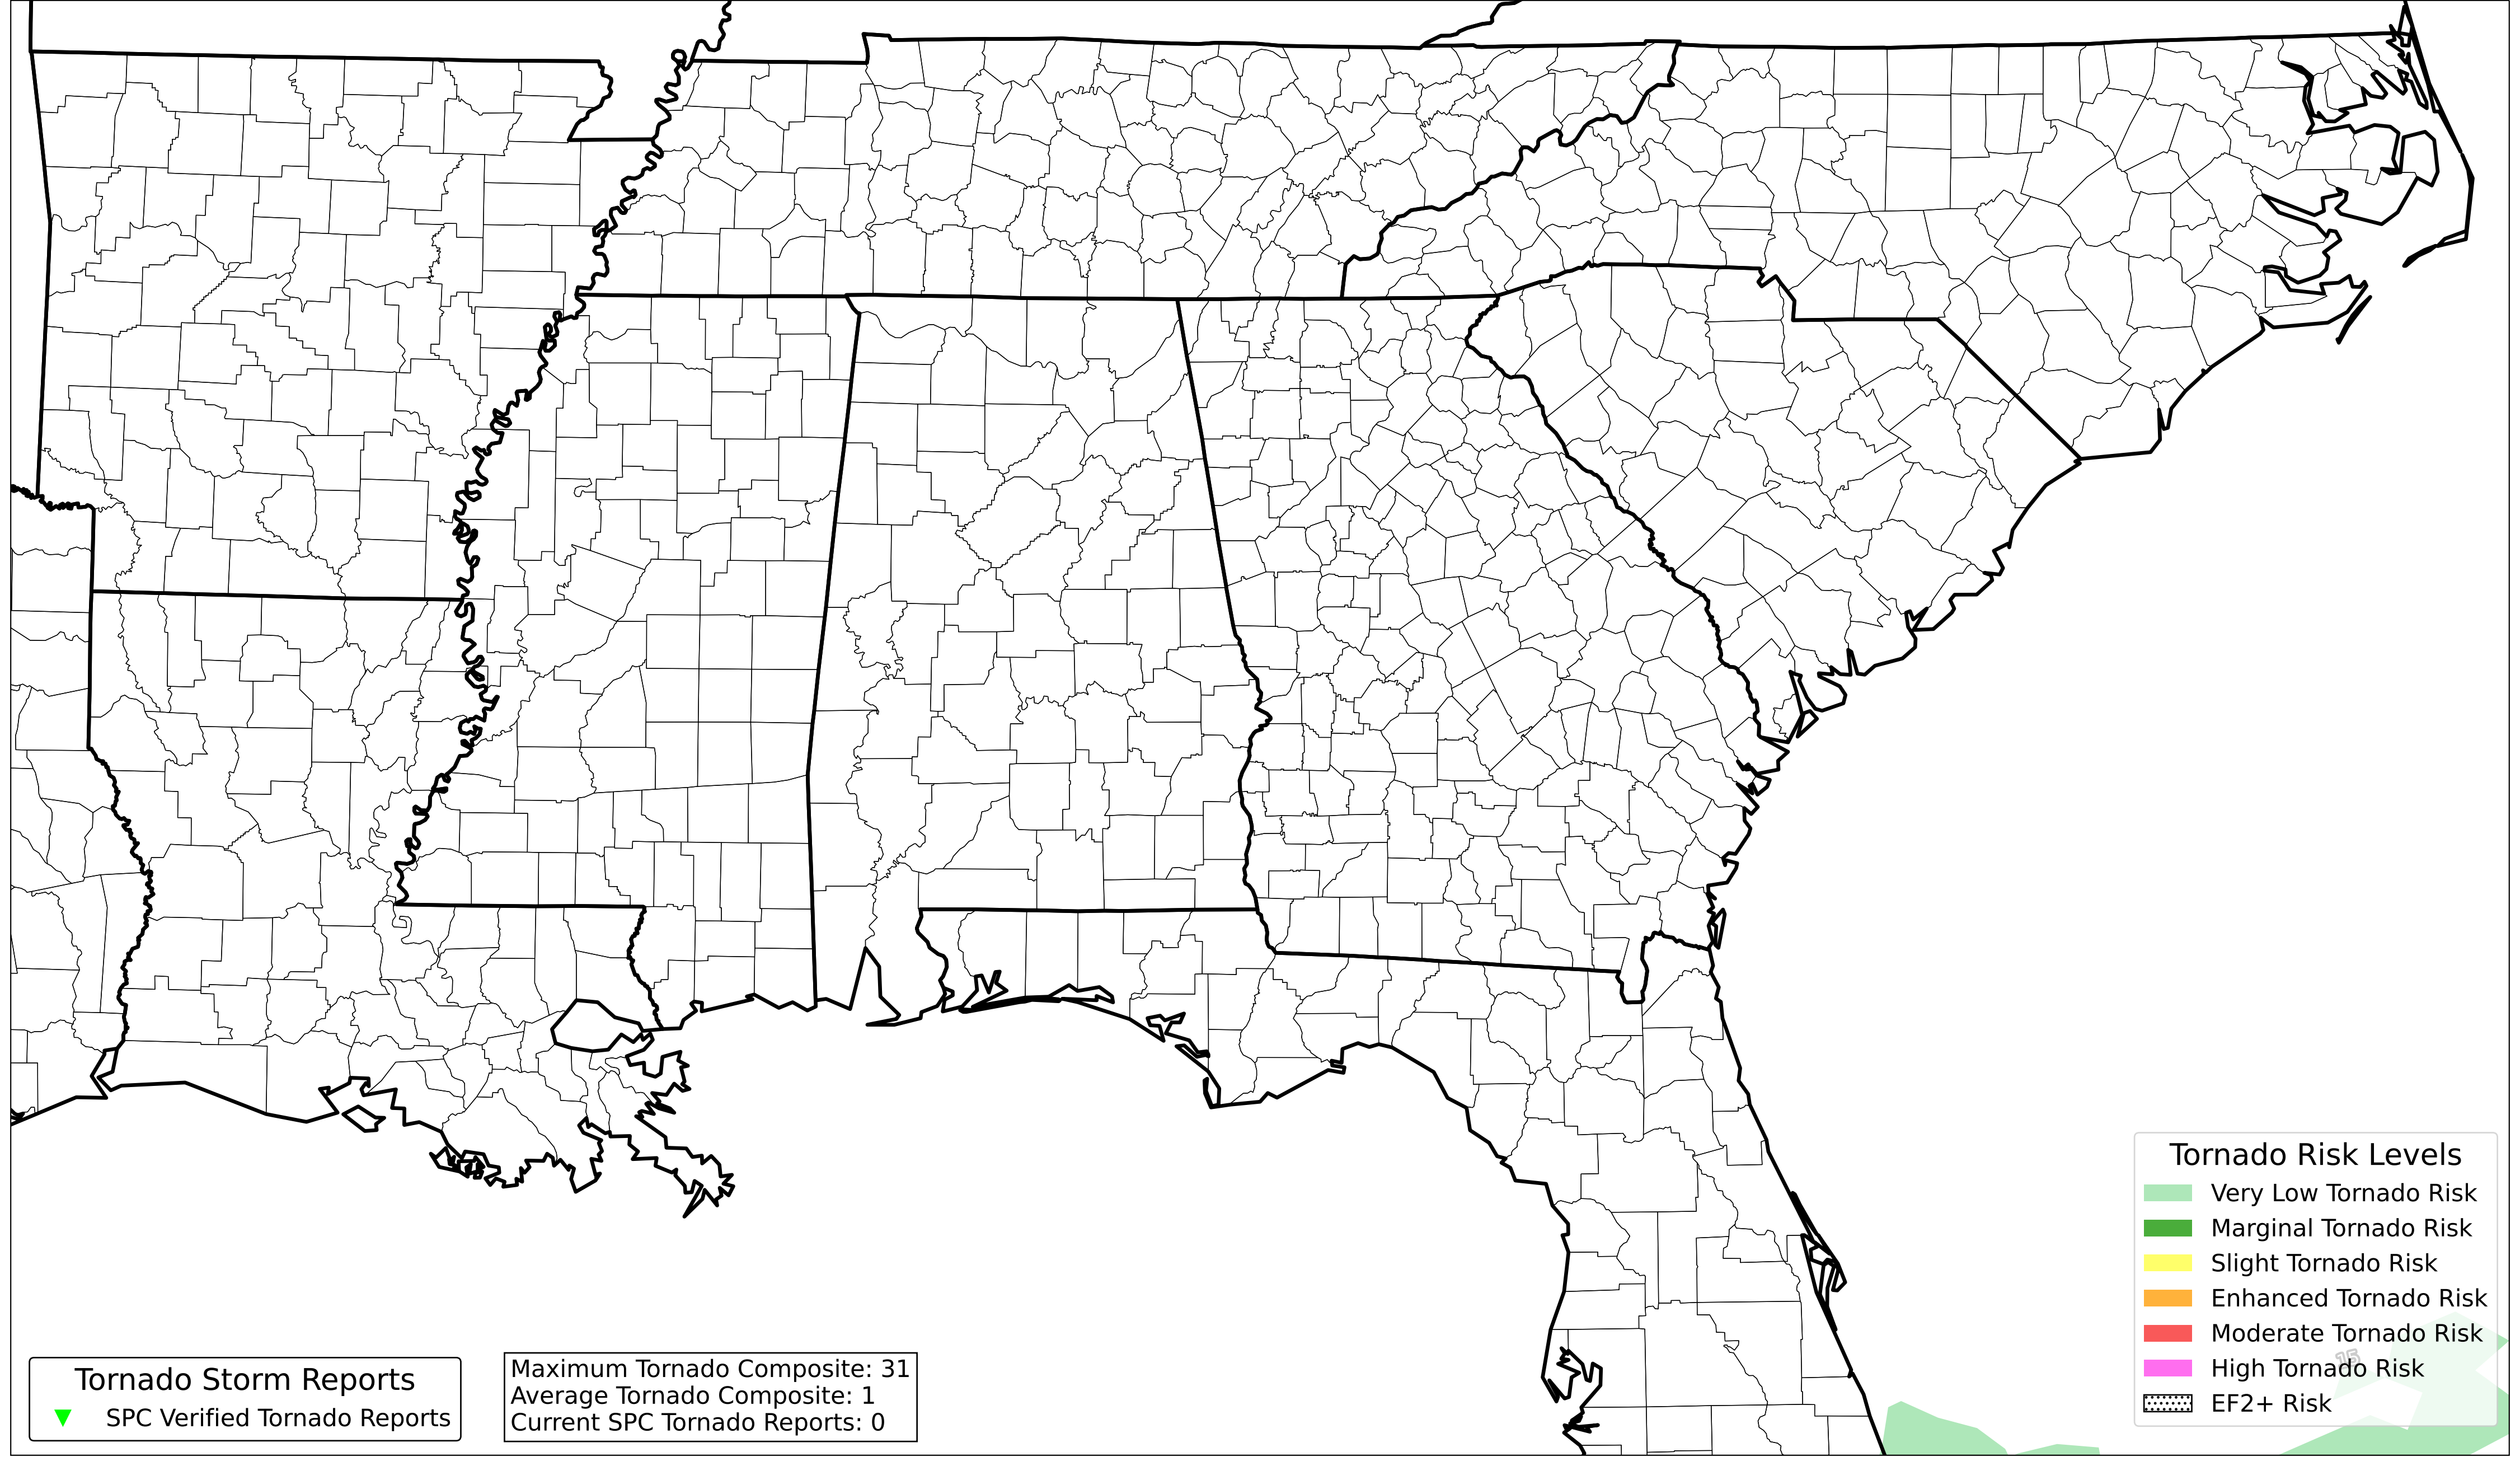 Tornado Risk Levels
Very Low Tornado Risk
Marginal Tornado Risk
Slight Tornado Risk
Enhanced Tornado Risk
Moderate Tornado Risk
15
High Tornado Risk
EF2+ Risk
Tornado Storm Reports
SPC Verified Tornado Reports
Maximum Tornado Composite: 31
Average Tornado Composite: 1
Current SPC Tornado Reports: 0